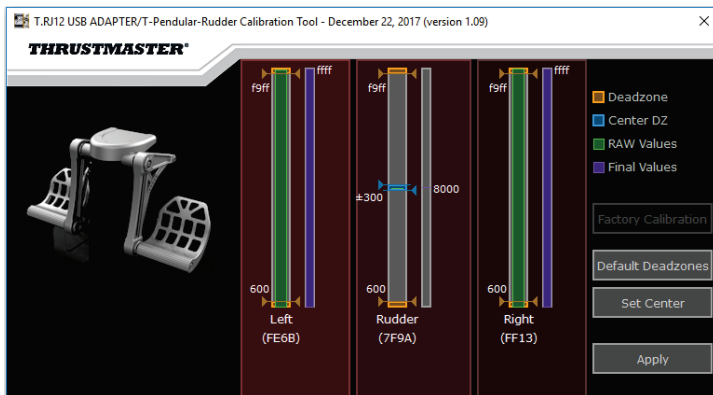 T.RJ12 USB ADAPTER/T-Pendular-Rudder Calibration Tool - December 22, 2017 (version 1.09)
THRUSTMASTER®
ffff
f9ff
600
Left
(FE6B)
f9ff
±300
8000
600
Rudder
(7F9A)
ffff
f9ff
600
Right
(FF13)
Deadzone
Center DZ
RAW Values
Final Values
Factory Calibration
Default Deadzones
Set Center
Apply